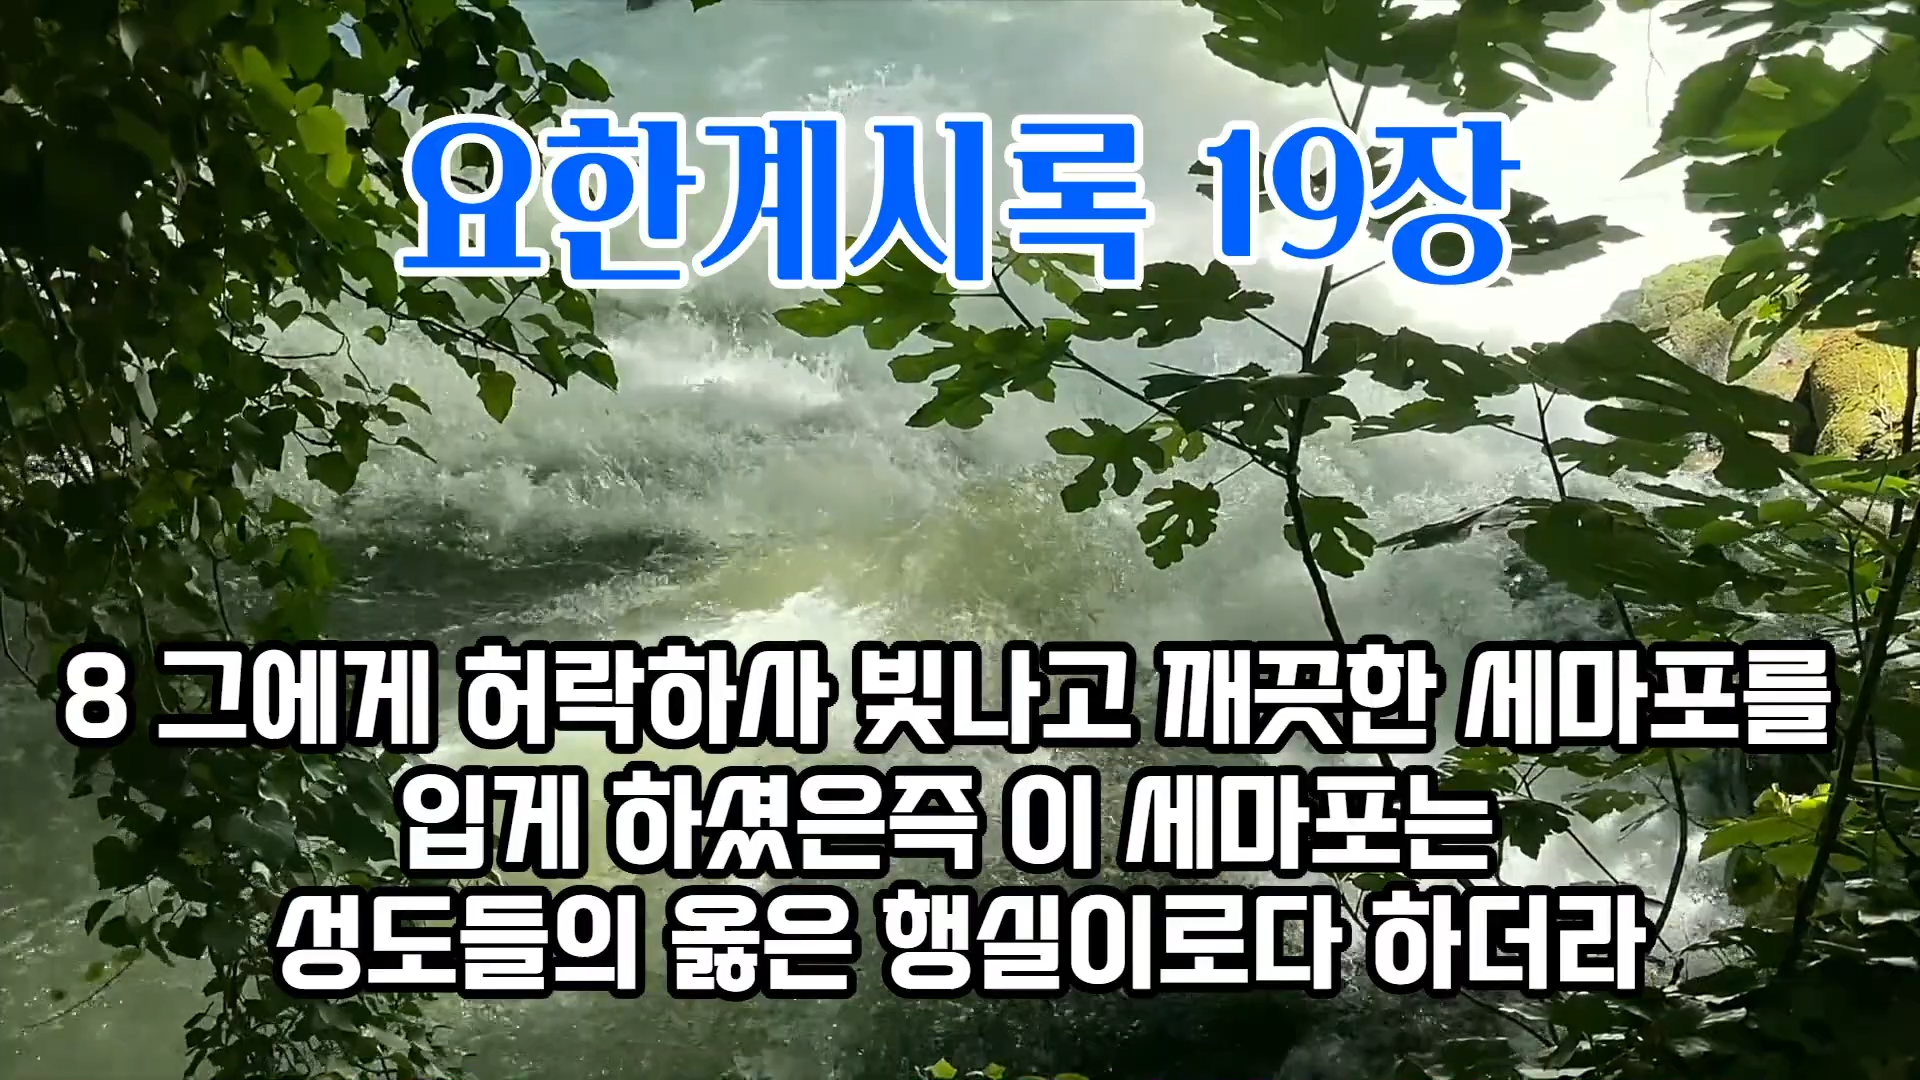 요한계시록 19장
8 그에게 허락하사 빛나고 깨끗한 세마포를
입게 하셨은즉 이 세마포는
성도들의 옳은 행실이로다 하더라